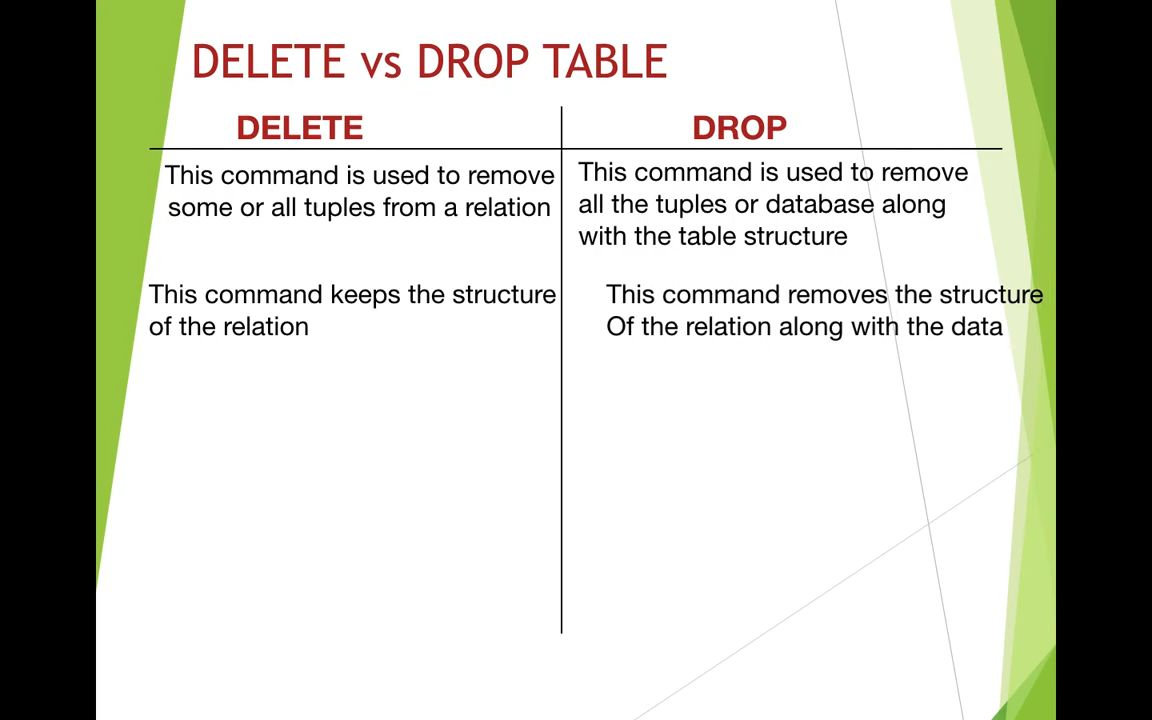 DELETE vs DROP TABLE
DELETE
DROP
This command is used to remove
some or all tuples from a relation
This command is used to remove
all the tuples or database along
with the table structure
This command keeps the structure
of the relation
This command removes the structure
Of the relation along with the data